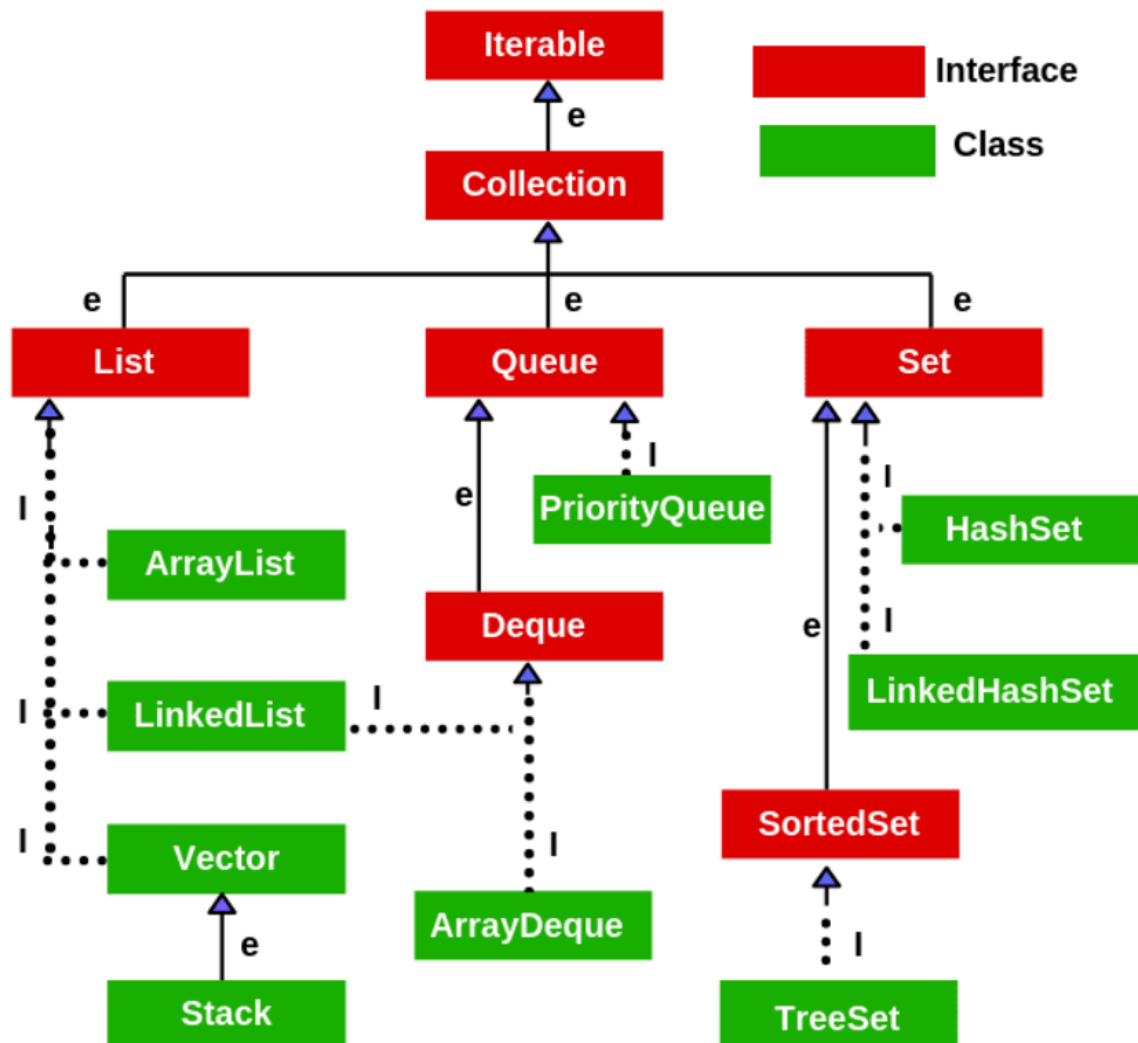 Iterable
Interface
e
Class
Collection
e
e
e
List
Queue
Set
I
PriorityQueue
I
HashSet
e
I
ArrayList
Deque
e
I
LinkedHashSet
I
LinkedList
I
SortedSet
I
Vector
I
ArrayDeque
e
I
Stack
TreeSet